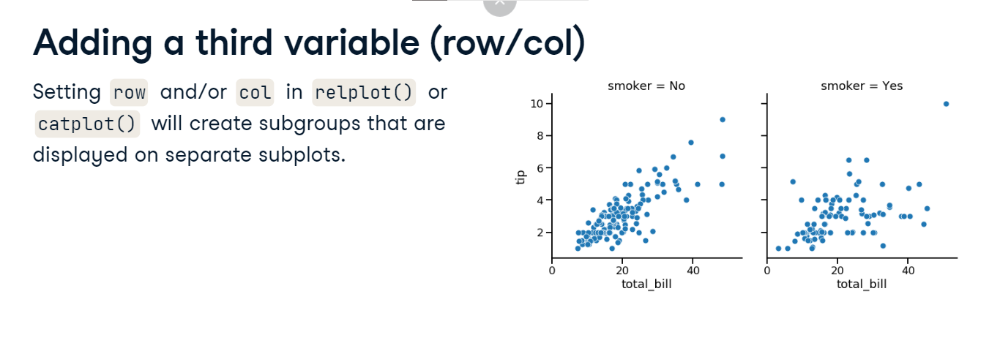 Adding a third variable (row/col)
Setting row and/or col in relplot() or
catplot() will create subgroups that are
displayed on separate subplots.
smoker = No
smoker = Yes
10
8
6
4
2
tip
0 20 40
0 20 40
total_bill
total_bill